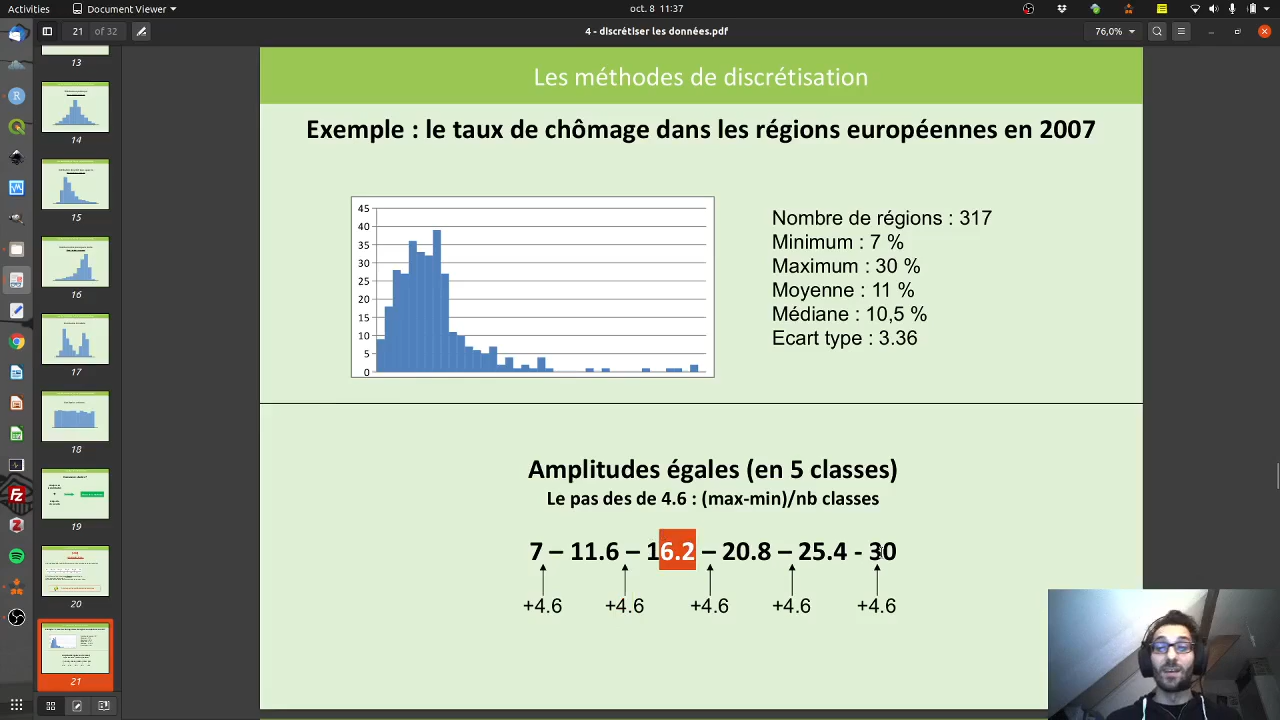 Activities
Document Viewer
oct. 8 11:37
21 of 32
4 - discrétiser les données.pdf
76,0%
13
14
15
16
17
18
19
20
21
Les méthodes de discrétisation
Exemple : le taux de chômage dans les régions européennes en 2007
45
40
35
30
25
20
15
10
5
0
Nombre de régions : 317
Minimum : 7 %
Maximum : 30 %
Moyenne : 11 %
Médiane : 10,5 %
Ecart type : 3.36
Amplitudes égales (en 5 classes)
Le pas des de 4.6 : (max-min)/nb classes
7 – 11.6 – 16.2 – 20.8 – 25.4 - 30
+4.6 +4.6 +4.6 +4.6 +4.6